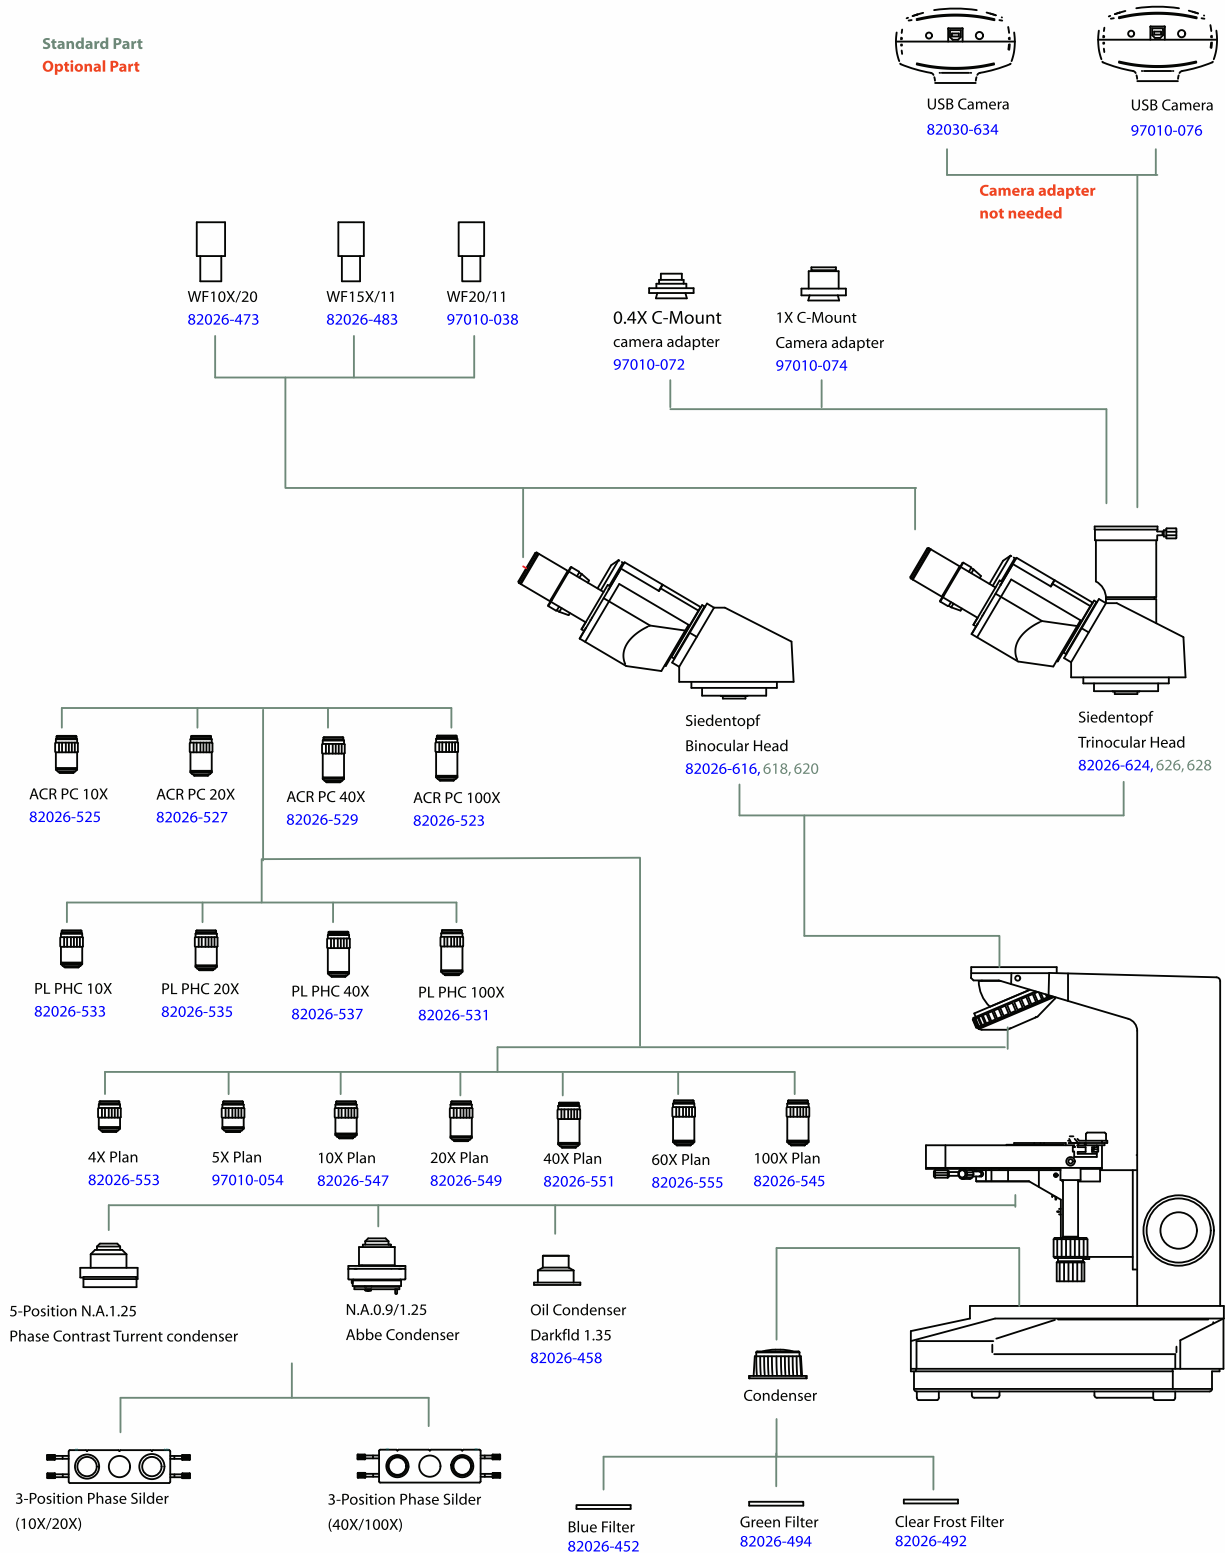 Standard Part
Optional Part
USB Camera
82030-634
USB Camera
97010-076
Camera adapter
not needed
WF10X/20
82026-473
WF15X/11
82026-483
WF20/11
97010-038
0.4X C-Mount
camera adapter
97010-072
1X C-Mount
Camera adapter
97010-074
Siedentopf
Binocular Head
82026-616, 618, 620
Siedentopf
Trinocular Head
82026-624, 626, 628
ACR PC 10X
82026-525
ACR PC 20X
82026-527
ACR PC 40X
82026-529
ACR PC 100X
82026-523
PL PHC 10X
82026-533
PL PHC 20X
82026-535
PL PHC 40X
82026-537
PL PHC 100X
82026-531
4X Plan
82026-553
5X Plan
97010-054
10X Plan
82026-547
20X Plan
82026-549
40X Plan
82026-551
60X Plan
82026-555
100X Plan
82026-545
5-Position N.A.1.25
Phase Contrast Turrent condenser
N.A.0.9/1.25
Abbe Condenser
Oil Condenser
Darkfld 1.35
82026-458
Condenser
3-Position Phase Silder
(10X/20X)
3-Position Phase Silder
(40X/100X)
Blue Filter
82026-452
Green Filter
82026-494
Clear Frost Filter
82026-492